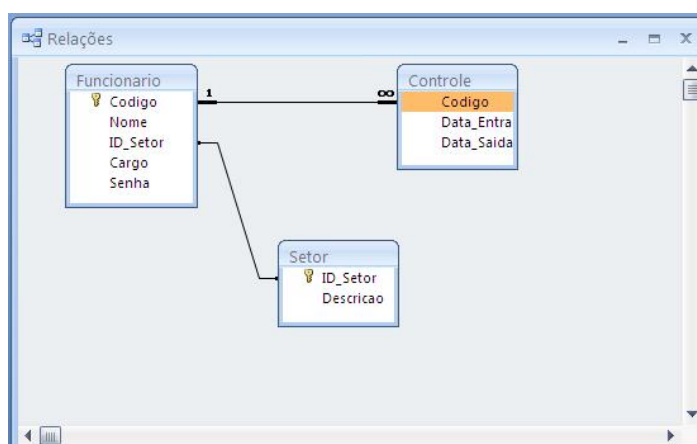 Relações
Funcionario
Codigo
Nome
ID_Setor
Cargo
Senha
1
∞
Controle
Codigo
Data_Entra
Data_Saida
Setor
ID_Setor
Descricao